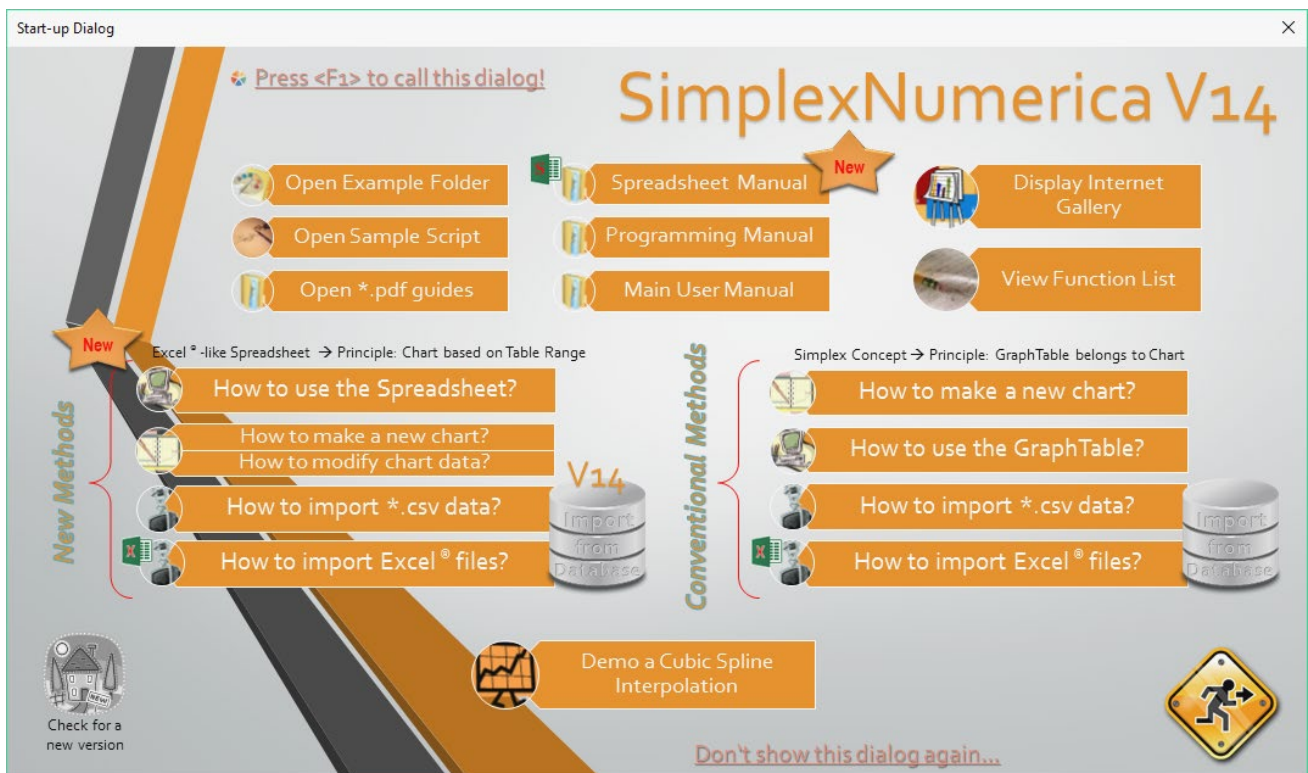 Start-up Dialog
Press <F1> to call this dialog!
SimplexNumerica V14
Open Example Folder
Open Sample Script
Open *.pdf guides
Spreadsheet Manual
New
Programming Manual
Main User Manual
Display Internet
Gallery
View Function List
New
Excel ® -like Spreadsheet → Principle: Chart based on Table Range
New Methods
How to use the Spreadsheet?
How to make a new chart?
How to modify chart data?
How to import *.csv data?
How to import Excel ® files?
V14
Import
from
Database
Simplex Concept → Principle: GraphTable belongs to Chart
Conventional Methods
How to make a new chart?
How to use the GraphTable?
How to import *.csv data?
How to import Excel ® files?
Import
from
Database
NEW!
Check for a
new version
Demo a Cubic Spline
Interpolation
Don't show this dialog again...